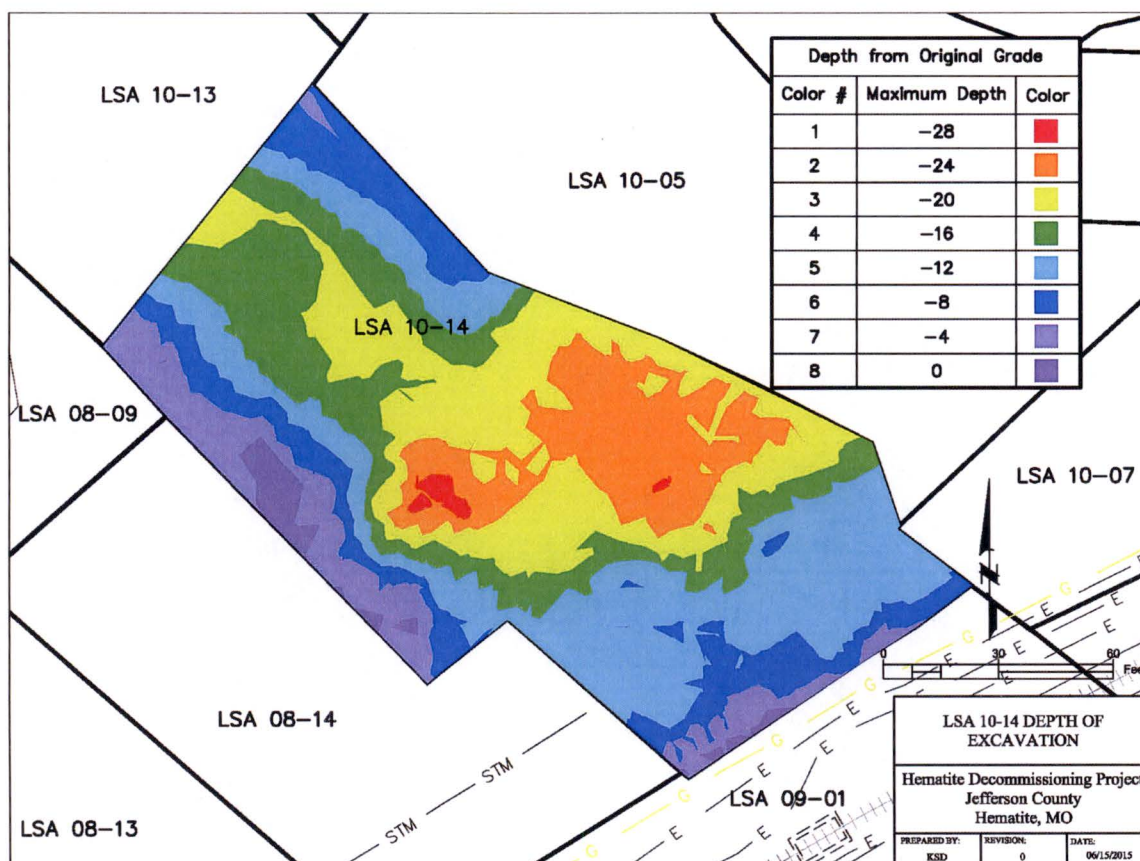 LSA 10-13
LSA 10-05
LSA 10-14
LSA 08-09
LSA 10-07
LSA 08-14
LSA 09-01
LSA 08-13
Depth from Original Grade
Color # Maximum Depth Color
1 -28
2 -24
3 -20
4 -16
5 -12
6 -8
7 -4
8 0
N
0 30 60
G E E
G E E
G E E
G E E
G E E
G E E
E E
STM
STM
LSA 10-14 DEPTH OF
EXCAVATION
Hematite Decommissioning Project
Jefferson County
Hematite, MO
PREPARED BY: REVISION: DATE:
KSD 0 06/15/2015